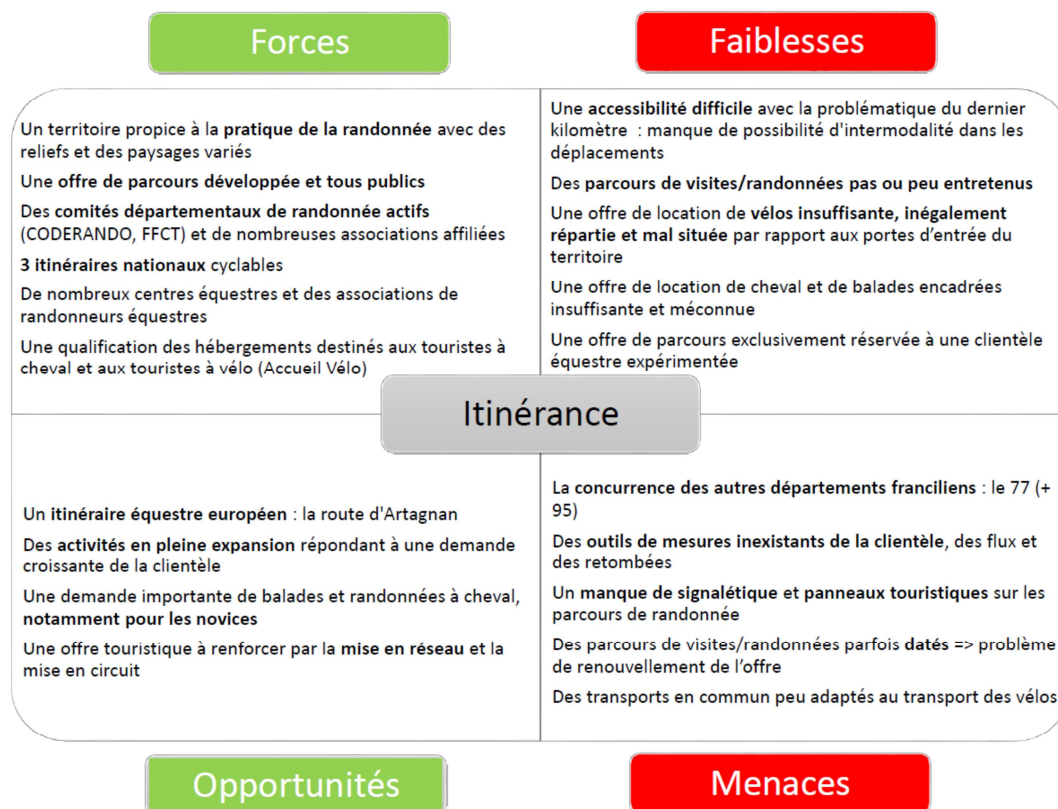 Forces
Faiblesses
Un territoire propice à la pratique de la randonnée avec des
reliefs et des paysages variés
Une offre de parcours développée et tous publics
Des comités départementaux de randonnée actifs
(CODERANDO, FFCT) et de nombreuses associations affiliées
3 itinéraires nationaux cyclables
De nombreux centres équestres et des associations de
randonneurs équestres
Une qualification des hébergements destinés aux touristes à
cheval et aux touristes à vélo (Accueil Vélo)
Une accessibilité difficile avec la problématique du dernier
kilomètre : manque de possibilité d'intermodalité dans les
déplacements
Des parcours de visites/randonnées pas ou peu entretenus
Une offre de location de vélos insuffisante, inégalement
répartie et mal située par rapport aux portes d’entrée du
territoire
Une offre de location de cheval et de balades encadrées
insuffisante et méconnue
Une offre de parcours exclusivement réservée à une clientèle
équestre expérimentée
Itinérance
Un itinéraire équestre européen : la route d'Artagnan
Des activités en pleine expansion répondant à une demande
croissante de la clientèle
Une demande importante de balades et randonnées à cheval,
notamment pour les novices
Une offre touristique à renforcer par la mise en réseau et la
mise en circuit
La concurrence des autres départements franciliens : le 77 (+
95)
Des outils de mesures inexistants de la clientèle, des flux et
des retombées
Un manque de signalétique et panneaux touristiques sur les
parcours de randonnée
Des parcours de visites/randonnées parfois datés => problème
de renouvellement de l’offre
Des transports en commun peu adaptés au transport des vélos
Opportunités
Menaces